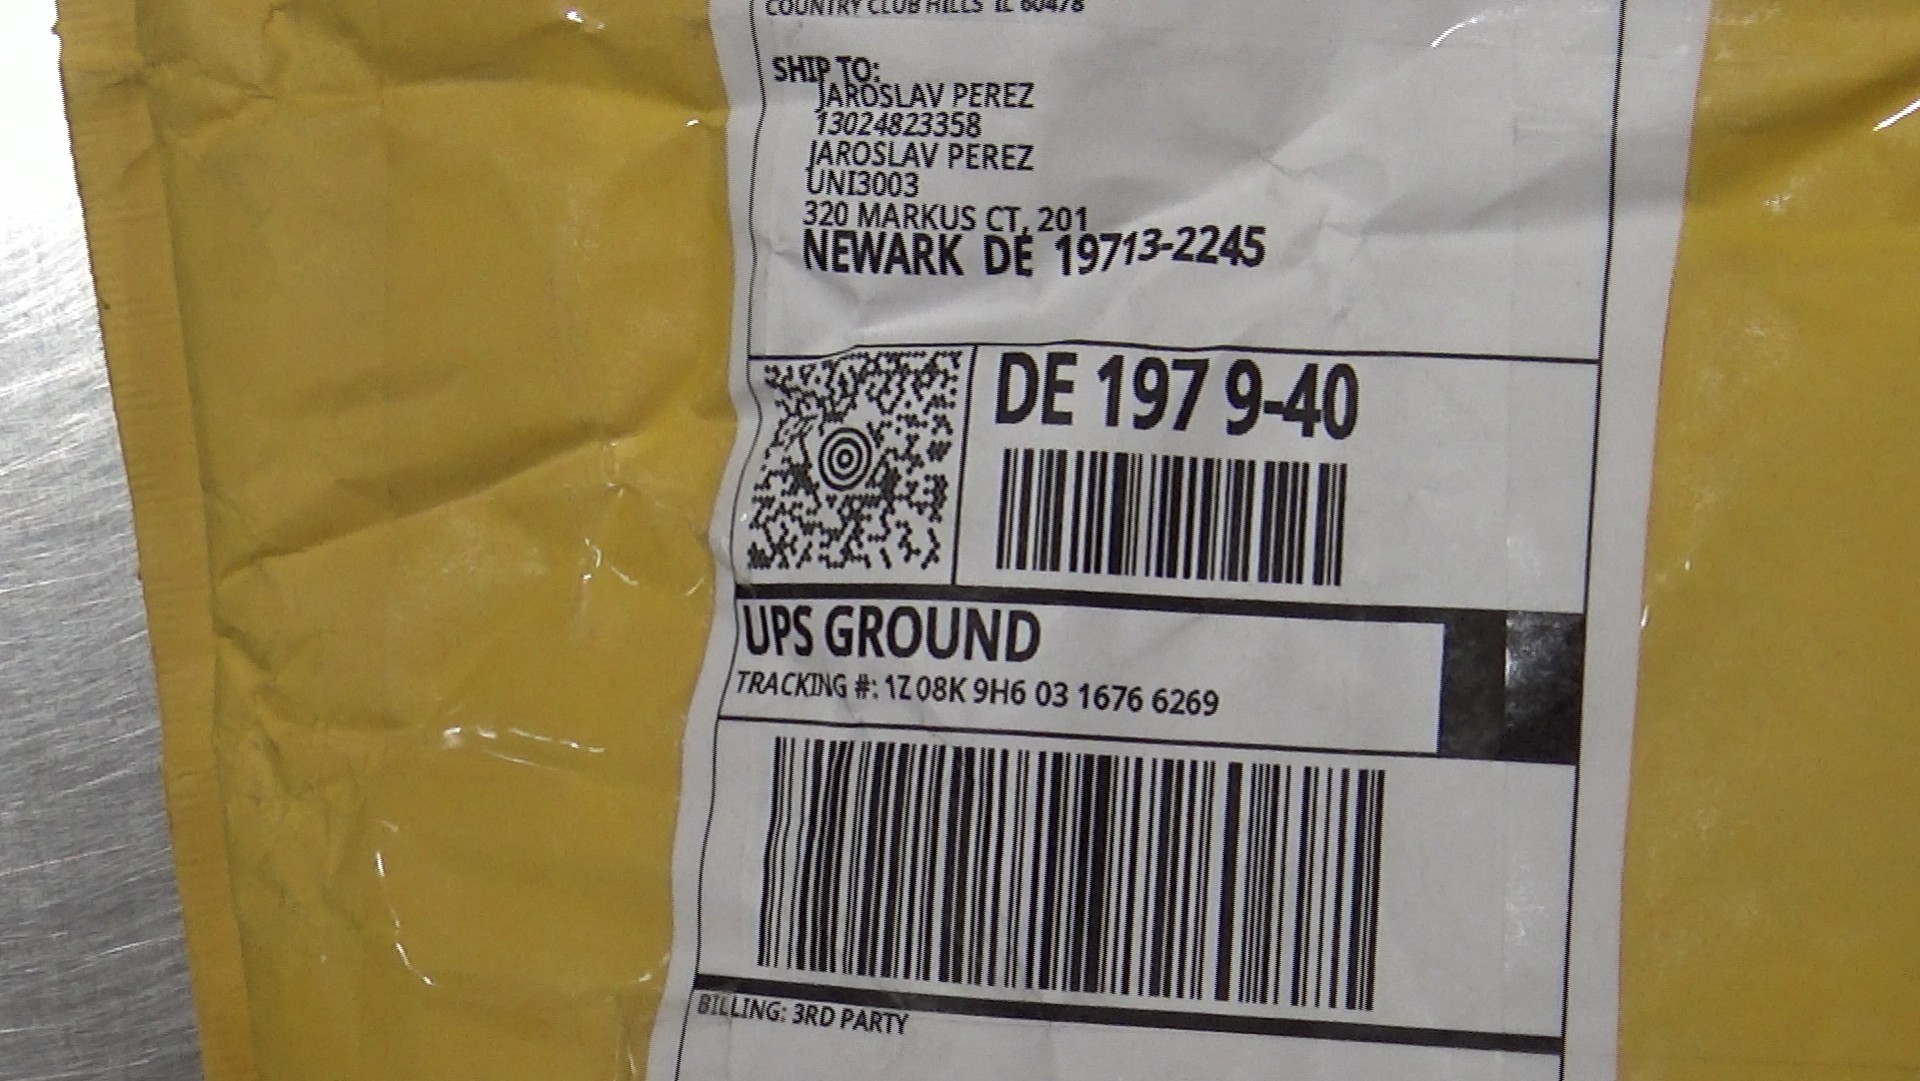 COUNTRY CLUB HILLS IL 60478
SHIP TO:
JAROSLAV PEREZ
13024823358
JAROSLAV PEREZ
UNI3003
320 MARKUS CT, 201
NEWARK DE 19713-2245
DE 197 9-40
UPS GROUND
TRACKING #: 1Z 08K 9H6 03 1676 6269
BILLING: 3RD PARTY